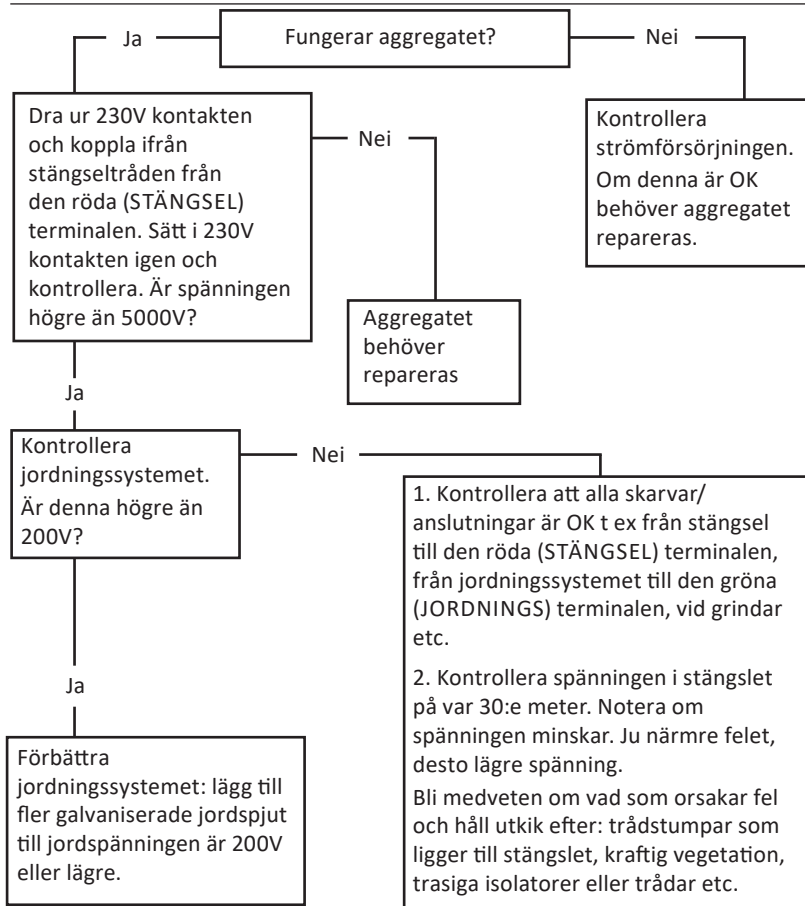 Fungerar aggregatet?
Ja
Nei
Dra ur 230V kontakten
och koppla ifrån
stängseltråden från
den röda (STÄNGSEL)
terminalen. Sätt i 230V
kontakten igen och
kontrollera. Är spänningen
högre än 5000V?
Nei
Kontrollera
strömförsörjningen.
Om denna är OK
behöver aggregatet
repareras.
Aggregatet
behöver
repareras
Ja
Kontrollera
jordningssystemet.
Är denna högre än
200V?
Nei
1. Kontrollera att alla skarvar/
anslutningar är OK t ex från stängsel
till den röda (STÄNGSEL) terminalen,
från jordningssystemet till den gröna
(JORDNINGS) terminalen, vid grindar
etc.
2. Kontrollera spänningen i stängslet
på var 30:e meter. Notera om
spänningen minskar. Ju närmre felet,
desto lägre spänning.
Bli medveten om vad som orsakar fel
och håll utkik efter: trådstumpar som
ligger till stängslet, kraftig vegetation,
trasiga isolatorer eller trådar etc.
Ja
Förbättra
jordningssystemet: lägg till
fler galvaniserade jordspjut
till jordspänningen är 200V
eller lägre.